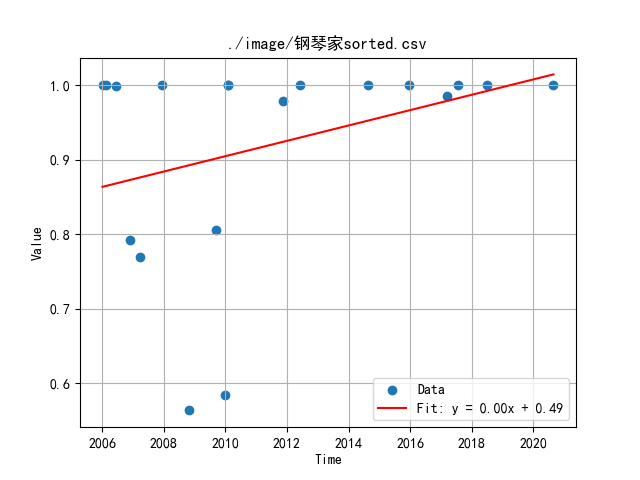 ./image/钢琴家sorted.csv
1.0
0.9
0.8
0.7
0.6
Value
2006 2008 2010 2012 2014 2016 2018 2020
Time
Data
Fit: y = 0.00x + 0.49